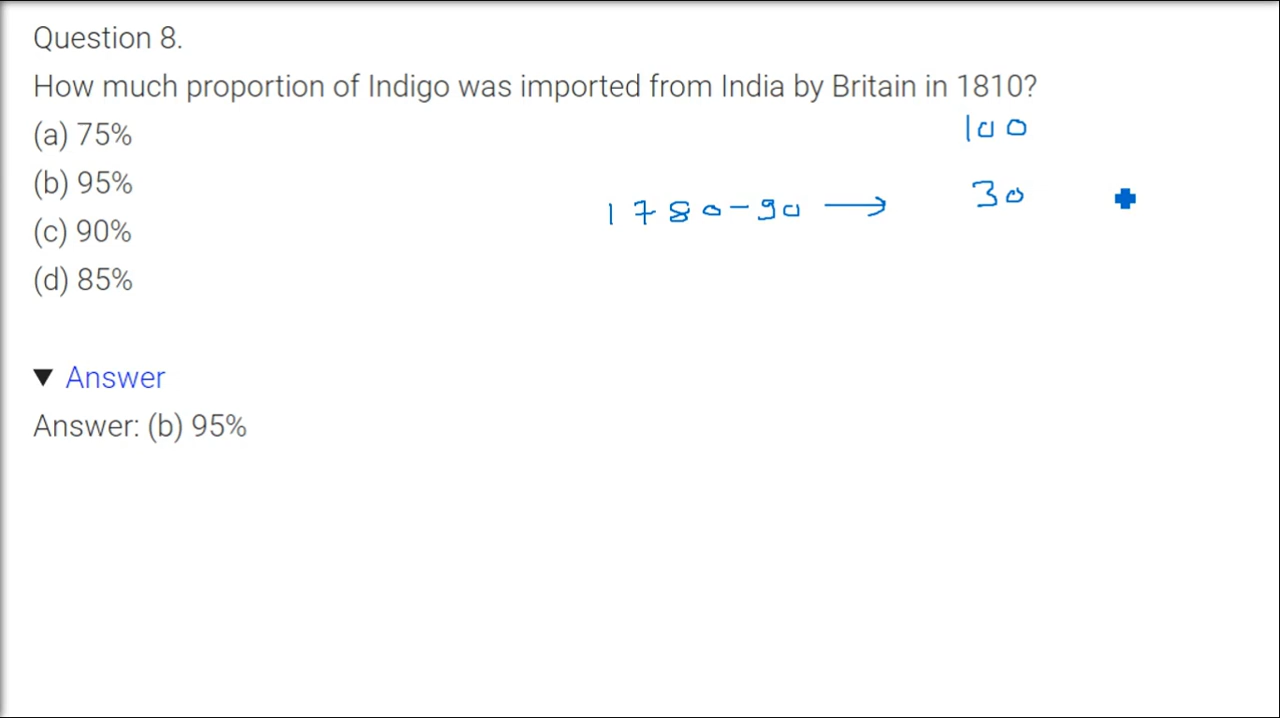 Question 8.
How much proportion of Indigo was imported from India by Britain in 1810?
(a) 75%
100
(b) 95%
1780-90 → 30
(c) 90%
(d) 85%
▼ Answer
Answer: (b) 95%